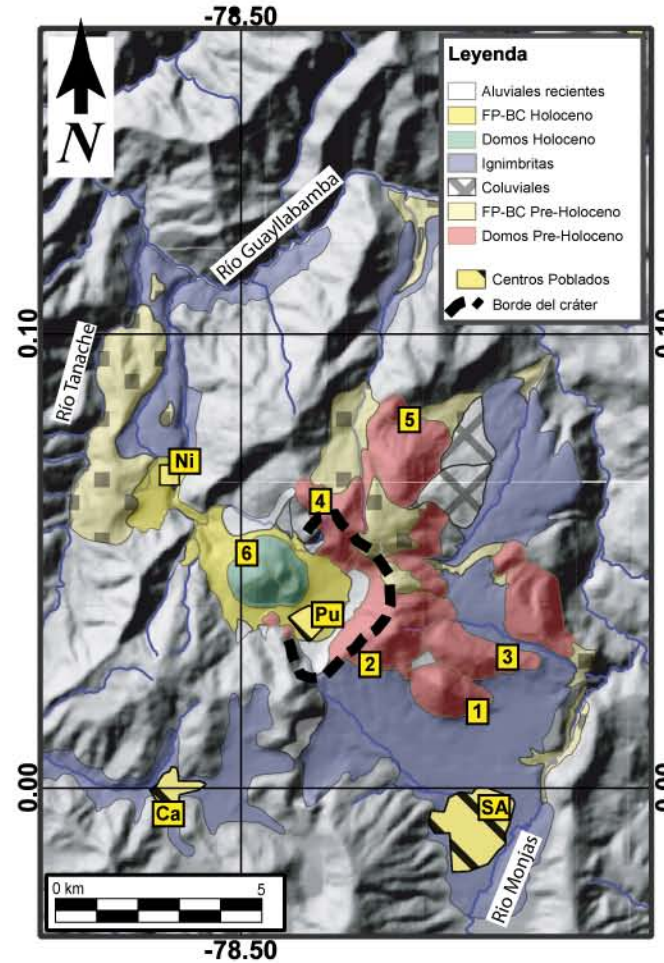 -78.50
N
Leyenda
Aluviales recientes
FP-BC Holoceno
Domos Holoceno
Ignimbritas
Coluviales
FP-BC Pre-Holoceno
Domos Pre-Holoceno
Centros Poblados
Borde del cráter
Río Guayllabamba
0.10
0.10
Río Tanache
5
Ni
4
6
Pu
2
3
1
0.00
0.00
Ca
SA
Río Monjas
0 km
5
-78.50